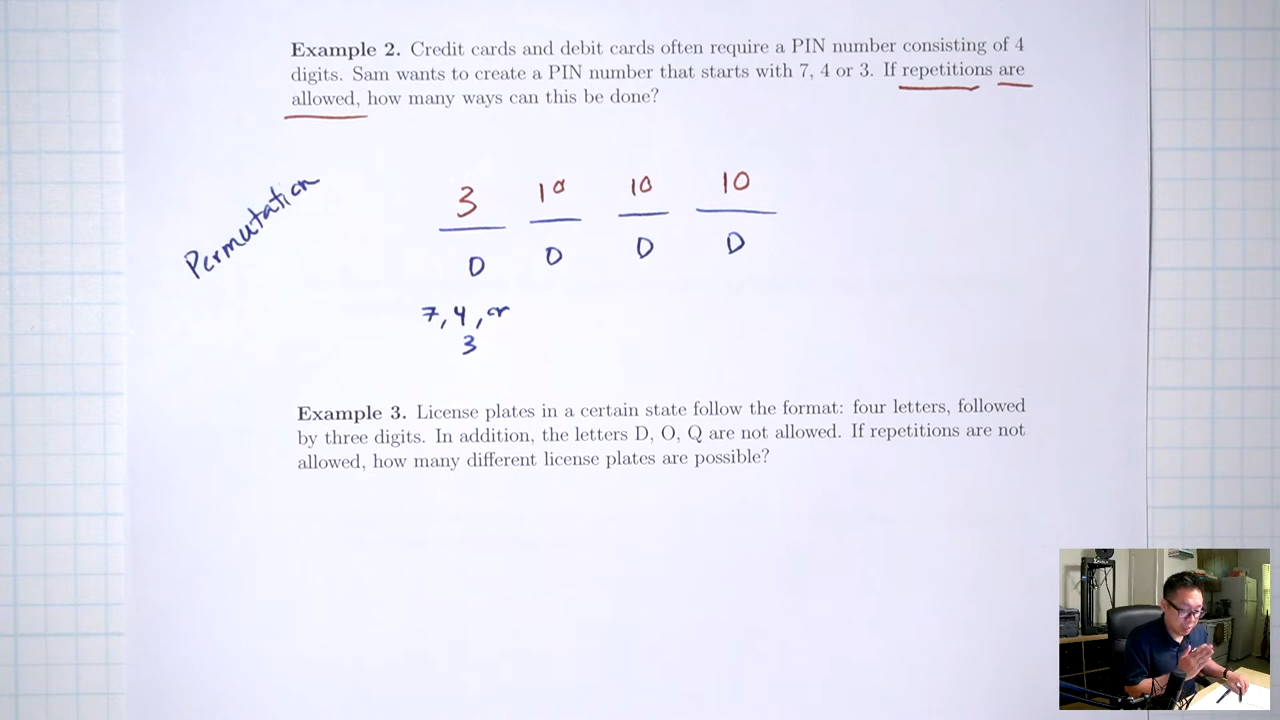 Example 2. Credit cards and debit cards often require a PIN number consisting of 4
digits. Sam wants to create a PIN number that starts with 7, 4 or 3. If repetitions are
allowed, how many ways can this be done?
Permutation
3 10 10 10
D D D D
7, 4, or
3
Example 3. License plates in a certain state follow the format: four letters, followed
by three digits. In addition, the letters D, O, Q are not allowed. If repetitions are not
allowed, how many different license plates are possible?